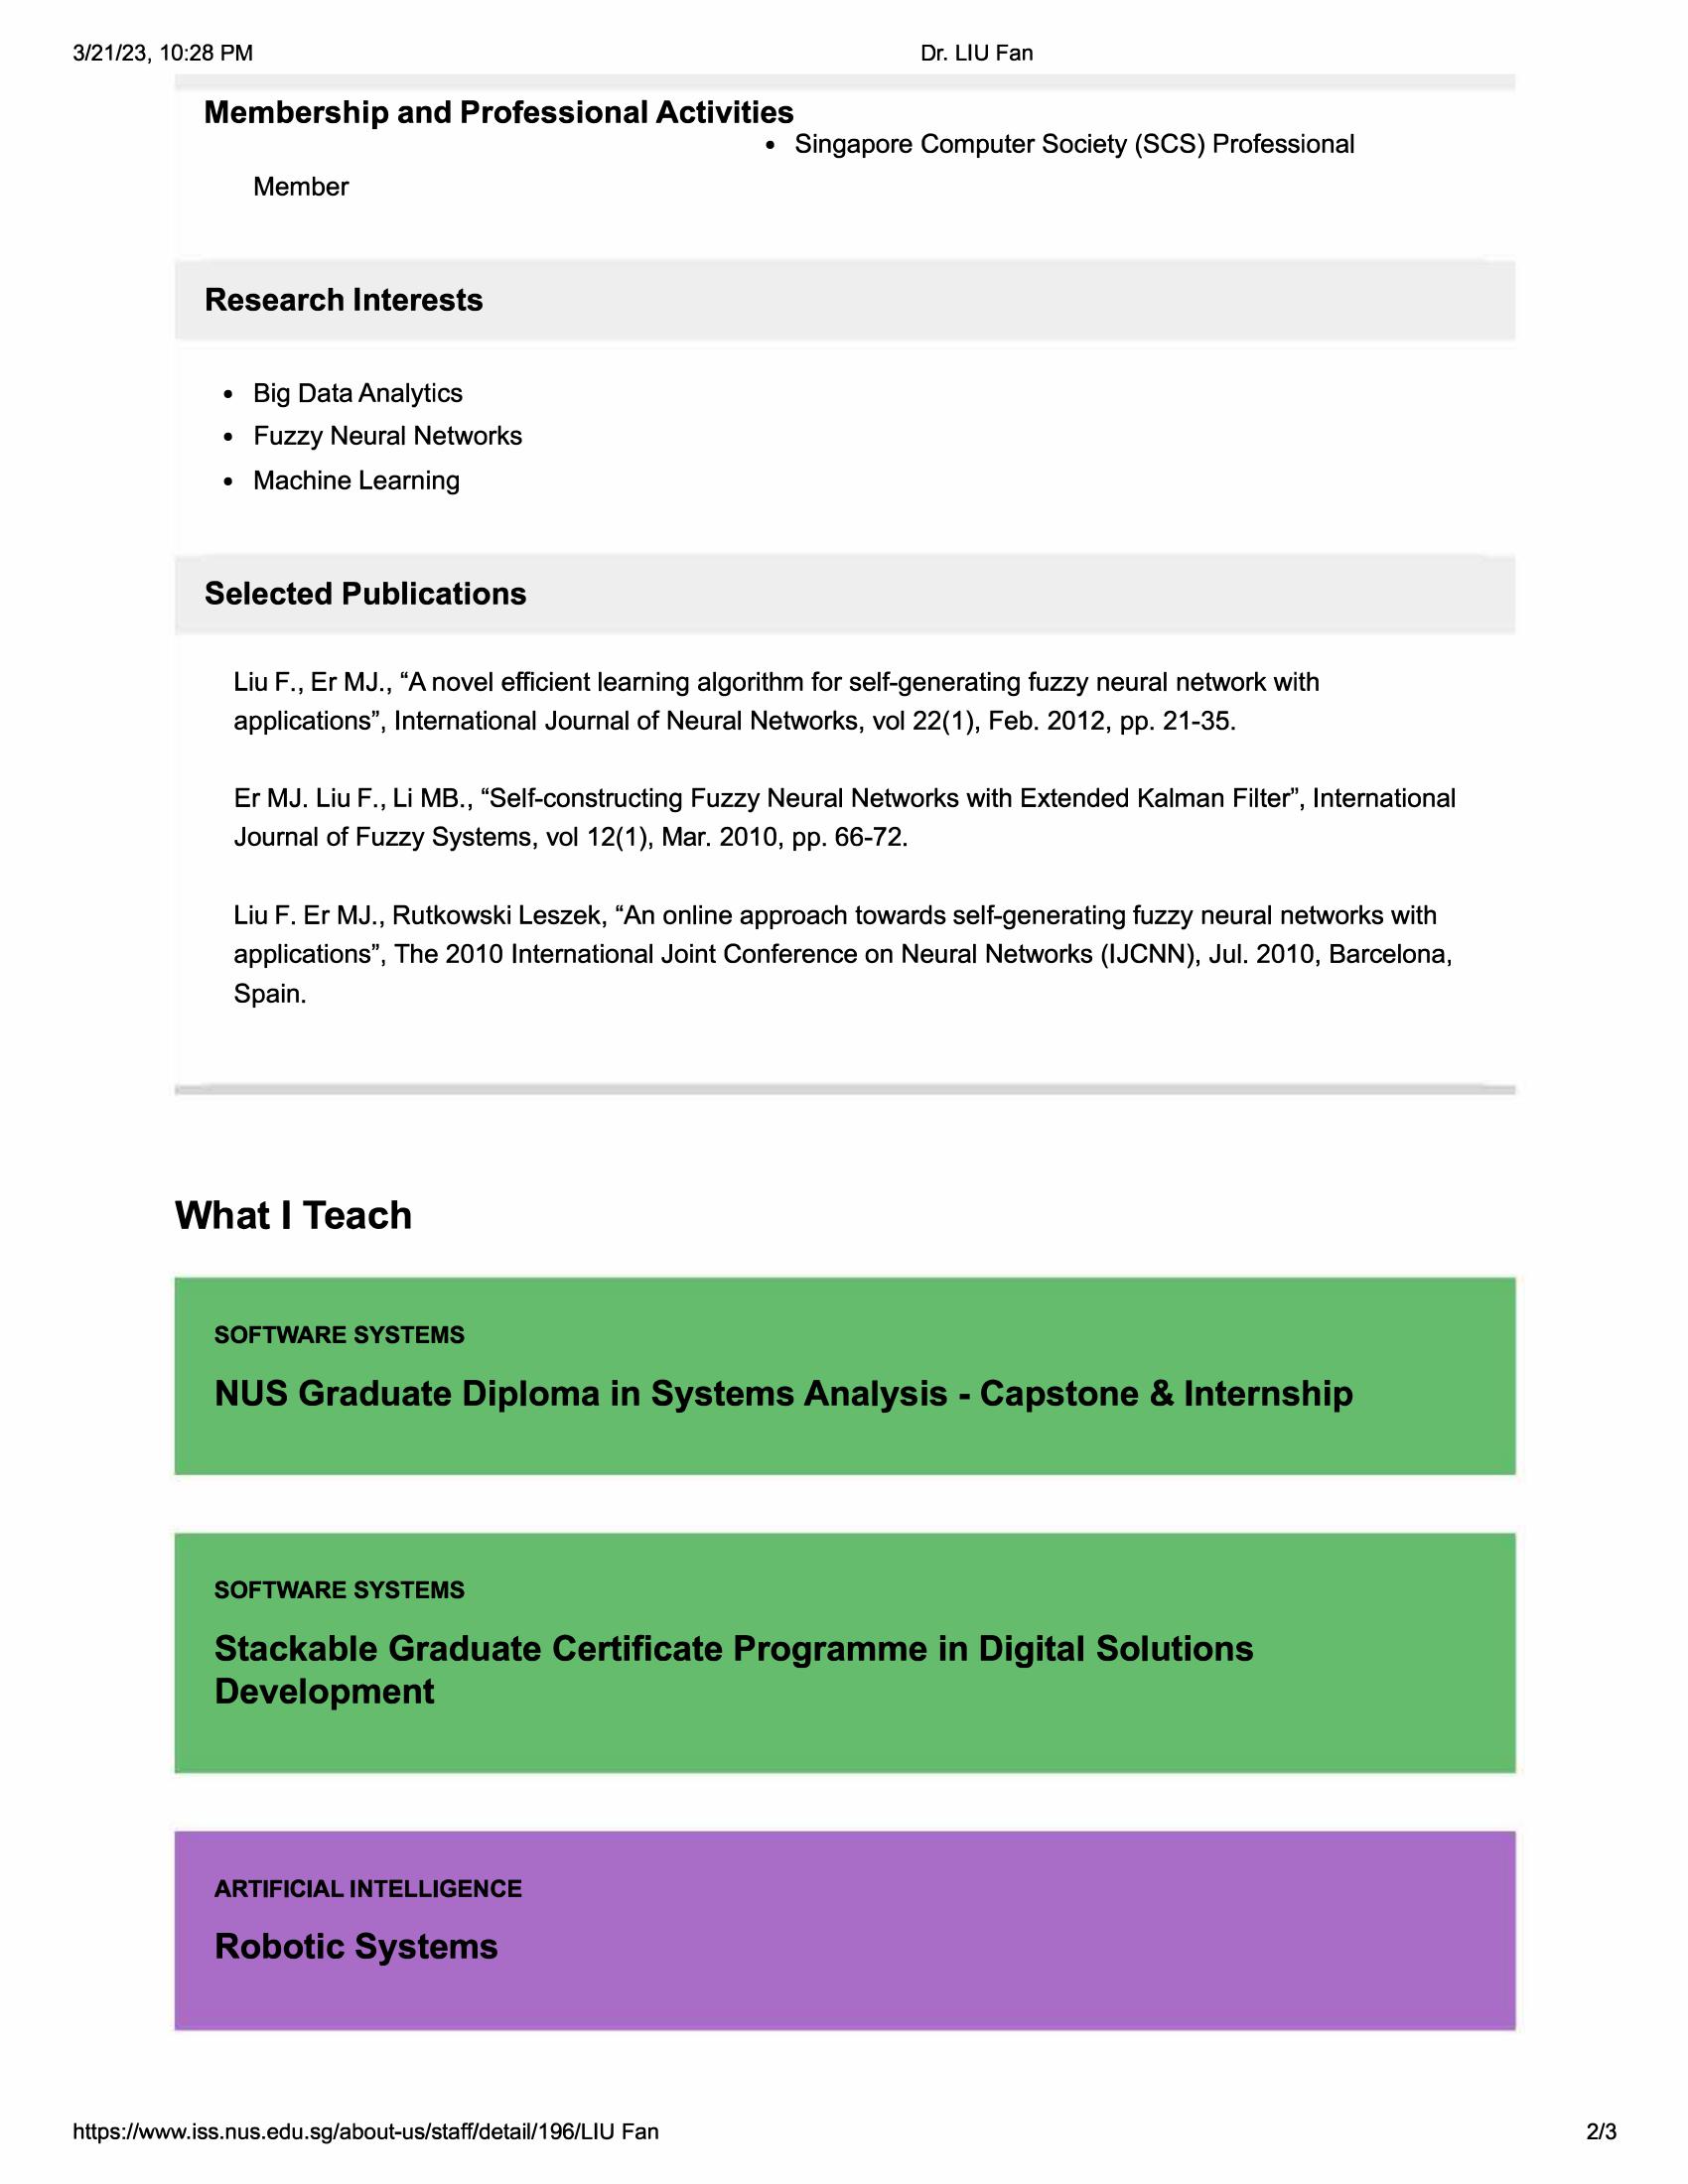 3/21/23, 10:28 PM
Dr. LIU Fan
Membership and Professional Activities
• Singapore Computer Society (SCS) Professional
Member
Research Interests
• Big Data Analytics
• Fuzzy Neural Networks
• Machine Learning
Selected Publications
Liu F., Er MJ., “A novel efficient learning algorithm for self-generating fuzzy neural network with
applications”, International Journal of Neural Networks, vol 22(1), Feb. 2012, pp. 21-35.
Er MJ. Liu F., Li MB., “Self-constructing Fuzzy Neural Networks with Extended Kalman Filter”, International
Journal of Fuzzy Systems, vol 12(1), Mar. 2010, pp. 66-72.
Liu F. Er MJ., Rutkowski Leszek, “An online approach towards self-generating fuzzy neural networks with
applications”, The 2010 International Joint Conference on Neural Networks (IJCNN), Jul. 2010, Barcelona,
Spain.
What I Teach
SOFTWARE SYSTEMS
NUS Graduate Diploma in Systems Analysis - Capstone & Internship
SOFTWARE SYSTEMS
Stackable Graduate Certificate Programme in Digital Solutions
Development
ARTIFICIAL INTELLIGENCE
Robotic Systems
https://www.iss.nus.edu.sg/about-us/staff/detail/196/LIU Fan
2/3